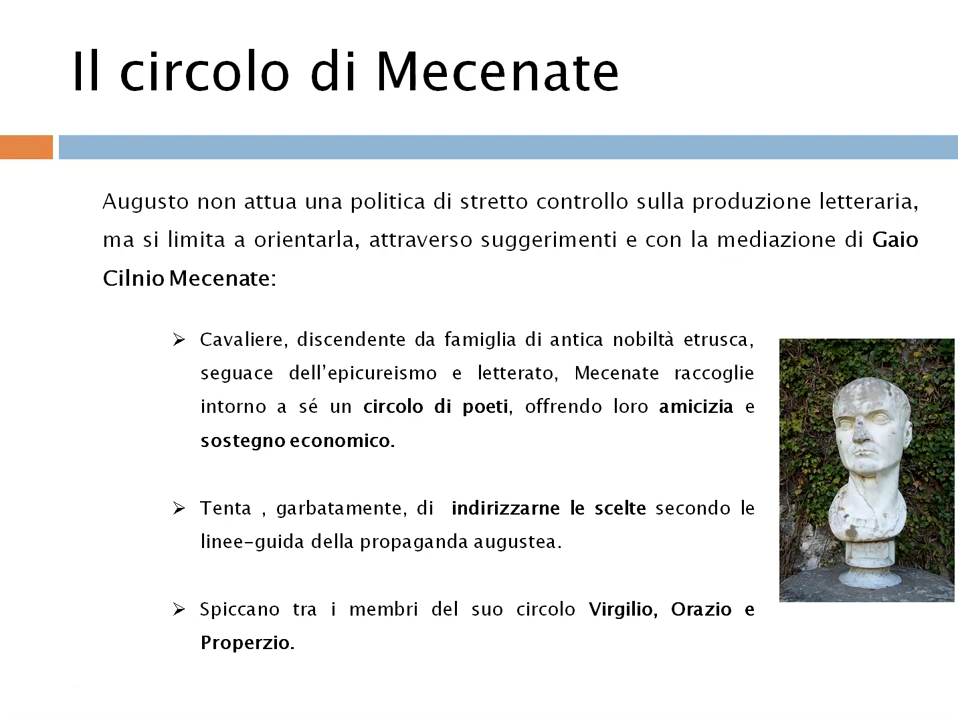 Il circolo di Mecenate
Augusto non attua una politica di stretto controllo sulla produzione letteraria,
ma si limita a orientarla, attraverso suggerimenti e con la mediazione di Gaio
Cilnio Mecenate:
➢ Cavaliere, discendente da famiglia di antica nobiltà etrusca,
seguace dell’epicureismo e letterato, Mecenate raccoglie
intorno a sé un circolo di poeti, offrendo loro amicizia e
sostegno economico.
➢ Tenta , garbatamente, di indirizzarne le scelte secondo le
linee-guida della propaganda augustea.
➢ Spiccano tra i membri del suo circolo Virgilio, Orazio e
Properzio.